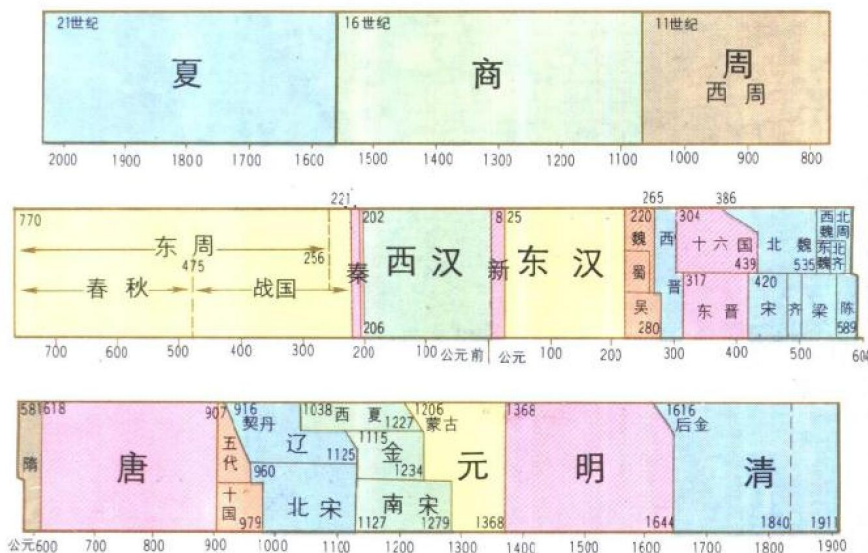 21世纪 16世纪 11世纪
夏 商 周
西周
2000 1900 1800 1700 1600 1500 1400 1300 1200 1100 1000 900 800
221 265 386
770 202 8 25 220 304 西魏 北周
东周 魏 西晋 十六国 北魏 东魏 北齐
475 256 秦 西汉 新 东汉 蜀 439 535
春秋 战国 317 420
吴 东晋 宋 齐 梁 陈
206 280 589
700 600 500 400 300 200 100 公元前 公元 100 200 300 400 500 604
581 618 907 916 1038 1206 1368 1616
契丹 西夏 1227 蒙古 后金
五代 辽 1115
隋 唐 1125 金 元 明 清
960 1234
十国 北宋 南宋
979 1127 1279 1368 1644 1840 1911
公元600 700 800 900 1000 1100 1200 1300 1400 1500 1600 1700 1800 1900